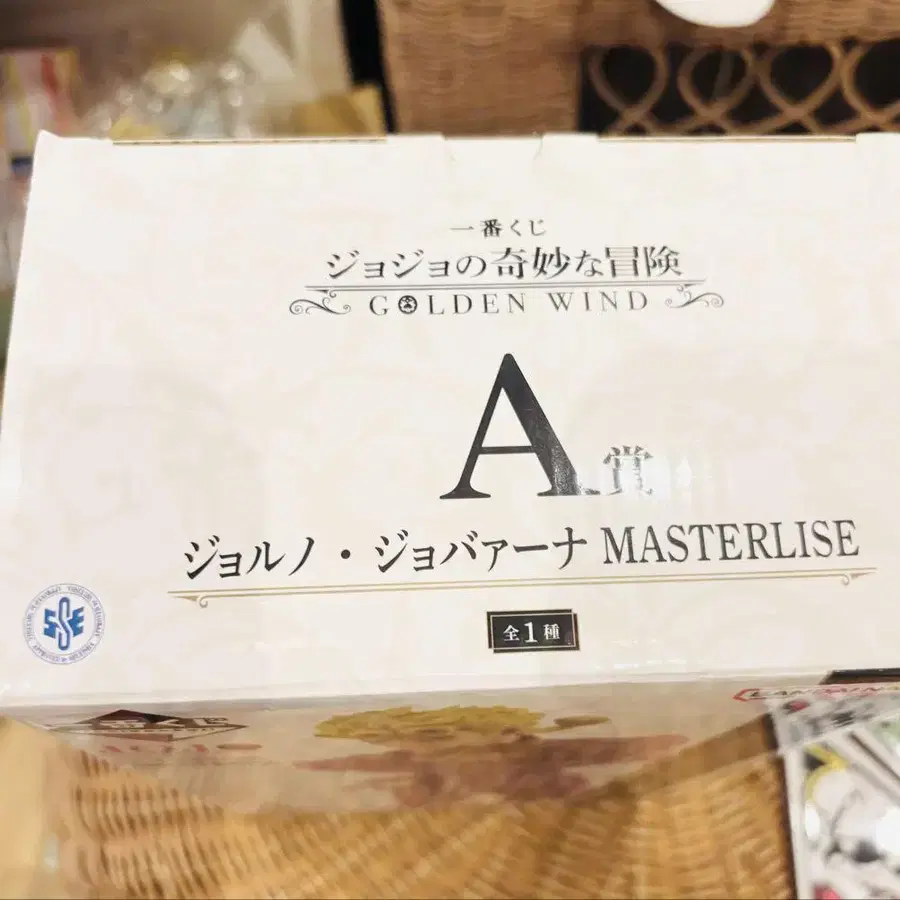 一番くじ
ジョジョの奇妙な冒険
GOLDEN WIND
A賞
ジョルノ・ジョバァーナ MASTERLISE
全1種
SSE